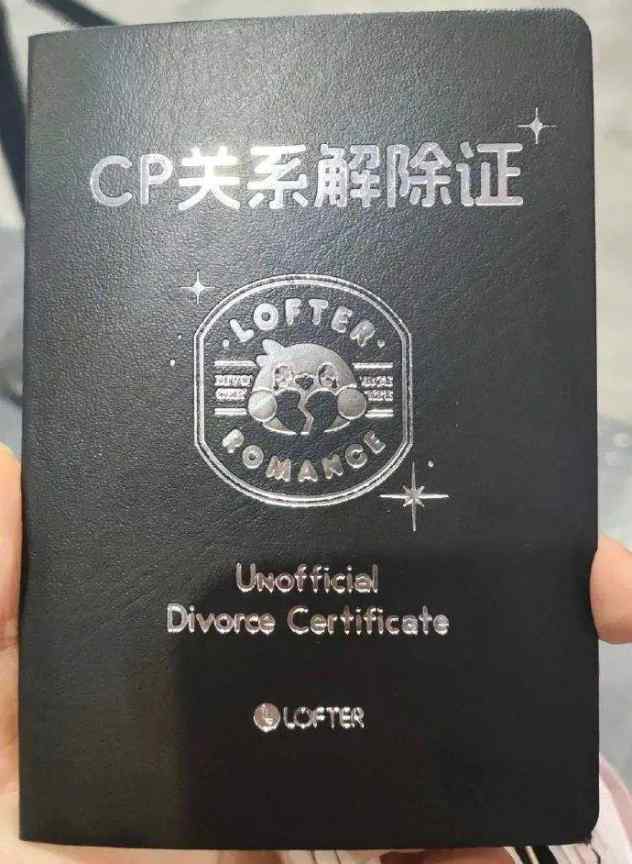 CP关系解除证
LOFTER
ROMANCE
Unofficial
Divorce Certificate
LOFTER